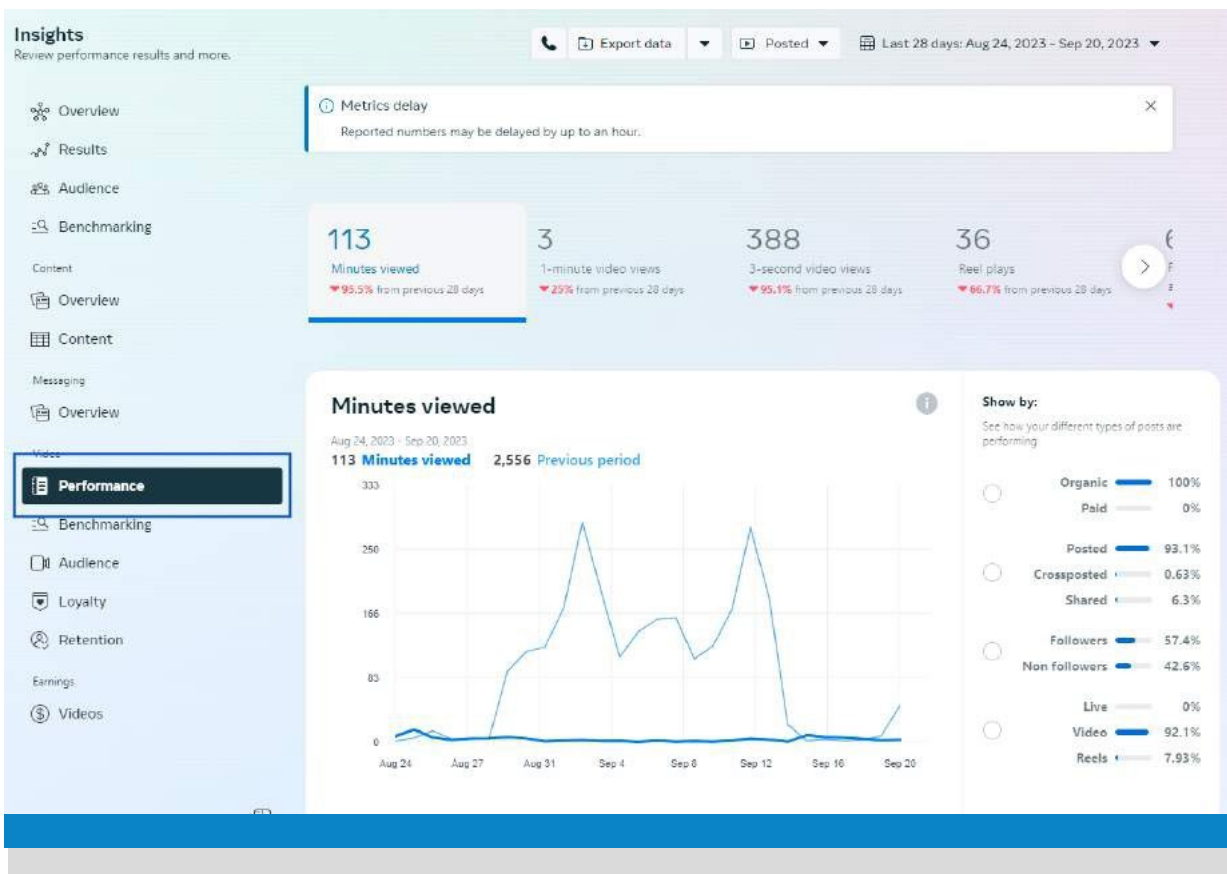 Insights
Review performance results and more.
Export data
Posted
Last 28 days: Aug 24, 2023 - Sep 20, 2023
Overview
Results
Audience
Benchmarking
Content
Overview
Content
Messaging
Overview
Video
Performance
Benchmarking
Audience
Loyalty
Retention
Earnings
Videos
Metrics delay
Reported numbers may be delayed by up to an hour.
113
Minutes viewed
95.5% from previous 28 days
3
1-minute video views
25% from previous 28 days
388
3-second video views
95.1% from previous 28 days
36
Reel plays
66.7% from previous 28 days
Minutes viewed
Aug 24, 2023 - Sep 20, 2023
113 Minutes viewed 2,556 Previous period
333
250
166
83
0
Aug 24 Aug 27 Aug 31 Sep 4 Sep 8 Sep 12 Sep 16 Sep 20
Show by:
See how your different types of posts are
performing
Organic 100%
Paid 0%
Posted 93.1%
Crossposted 0.63%
Shared 6.3%
Followers 57.4%
Non followers 42.6%
Live 0%
Video 92.1%
Reels 7.93%